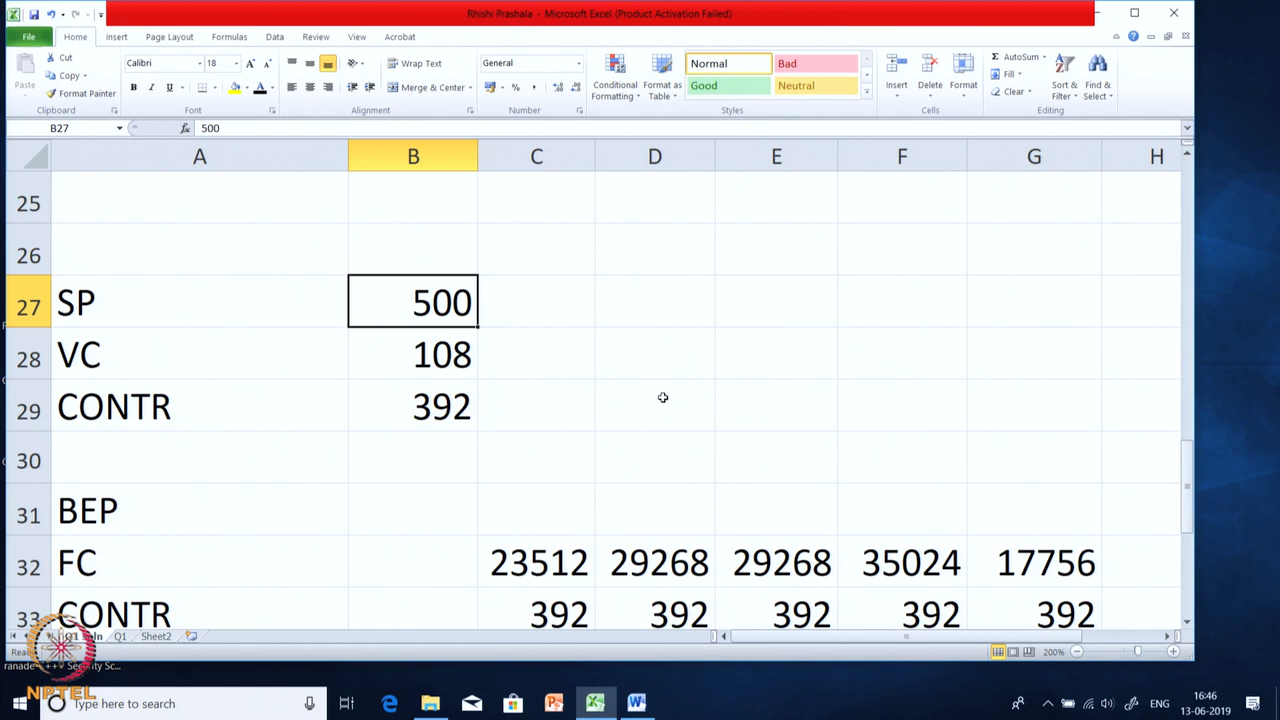 Rhishi Prashala - Microsoft Excel (Product Activation Failed)
File Home Insert Page Layout Formulas Data Review View Acrobat
Cut
Copy
Format Painter
Paste
Clipboard
Calibri 18
Font
Wrap Text
Merge & Center
Alignment
General
Number
Conditional Formatting
Format as Table
Normal Bad
Good Neutral
Styles
Insert Delete Format
Cells
AutoSum
Fill
Clear
Sort & Filter
Find & Select
Editing
B27 fx 500
A B C D E F G H
25
26
27 SP 500
28 VC 108
29 CONTR 392
30
31 BEP
32 FC 23512 29268 29268 35024 17756
33 CONTR 392 392 392 392 392
Q1 Sheet2
200%
NPTEL
Type here to search
ENG
16:46
13-06-2019